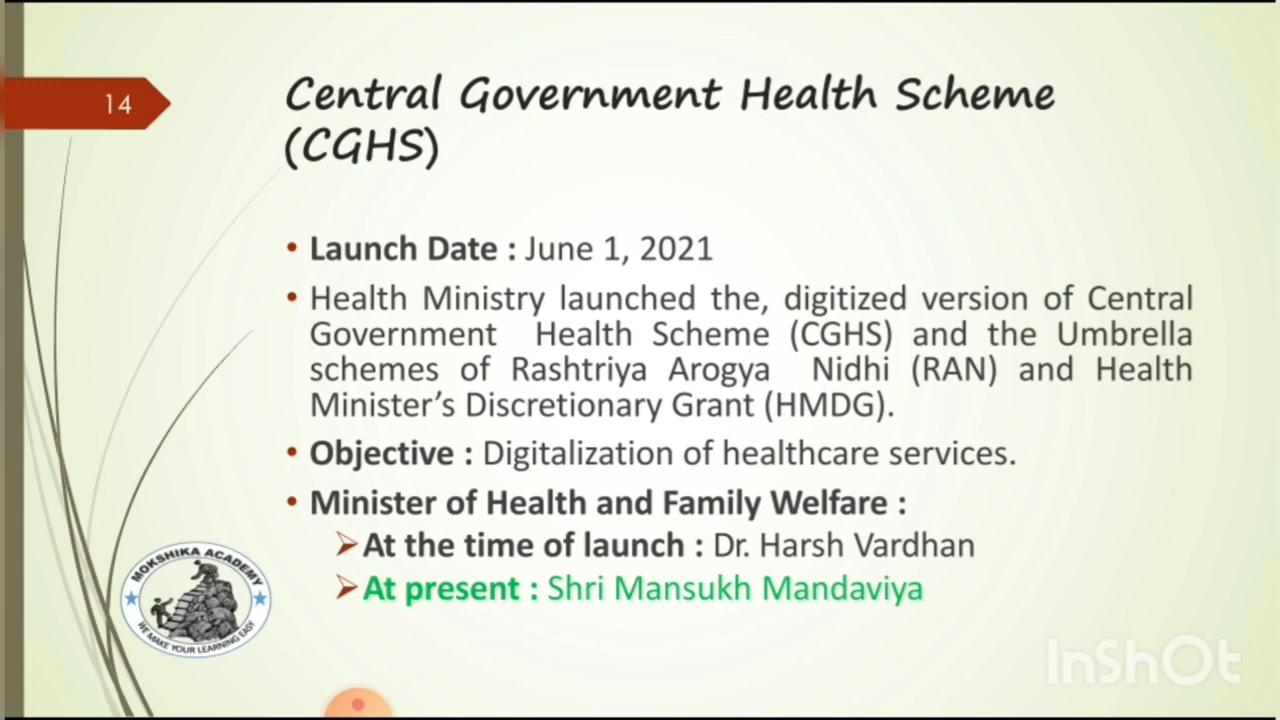 14
Central Government Health Scheme
(CGHS)
• Launch Date : June 1, 2021
• Health Ministry launched the, digitized version of Central
Government Health Scheme (CGHS) and the Umbrella
schemes of Rashtriya Arogya Nidhi (RAN) and Health
Minister's Discretionary Grant (HMDG).
• Objective : Digitalization of healthcare services.
• Minister of Health and Family Welfare :
➢At the time of launch : Dr. Harsh Vardhan
➢At present : Shri Mansukh Mandaviya
MOKSHIKA ACADEMY
WE MAKE YOUR LEARNING EASY
InShOt